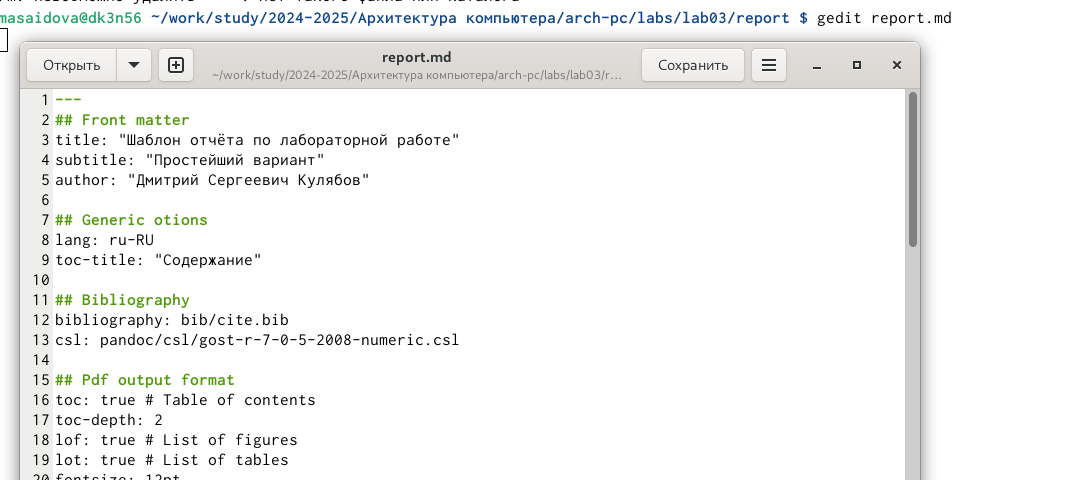 masaidova@dk3n56 ~/work/study/2024-2025/Архитектура компьютера/arch-pc/labs/lab03/report $ gedit report.md
Открыть
report.md
~/work/study/2024-2025/Архитектура компьютера/arch-pc/labs/lab03/r…
Сохранить
1 ---
2 ## Front matter
3 title: "Шаблон отчёта по лабораторной работе"
4 subtitle: "Простейший вариант"
5 author: "Дмитрий Сергеевич Кулябов"
6
7 ## Generic otions
8 lang: ru-RU
9 toc-title: "Содержание"
10
11 ## Bibliography
12 bibliography: bib/cite.bib
13 csl: pandoc/csl/gost-r-7-0-5-2008-numeric.csl
14
15 ## Pdf output format
16 toc: true # Table of contents
17 toc-depth: 2
18 lof: true # List of figures
19 lot: true # List of tables
20 fontsize: 12pt